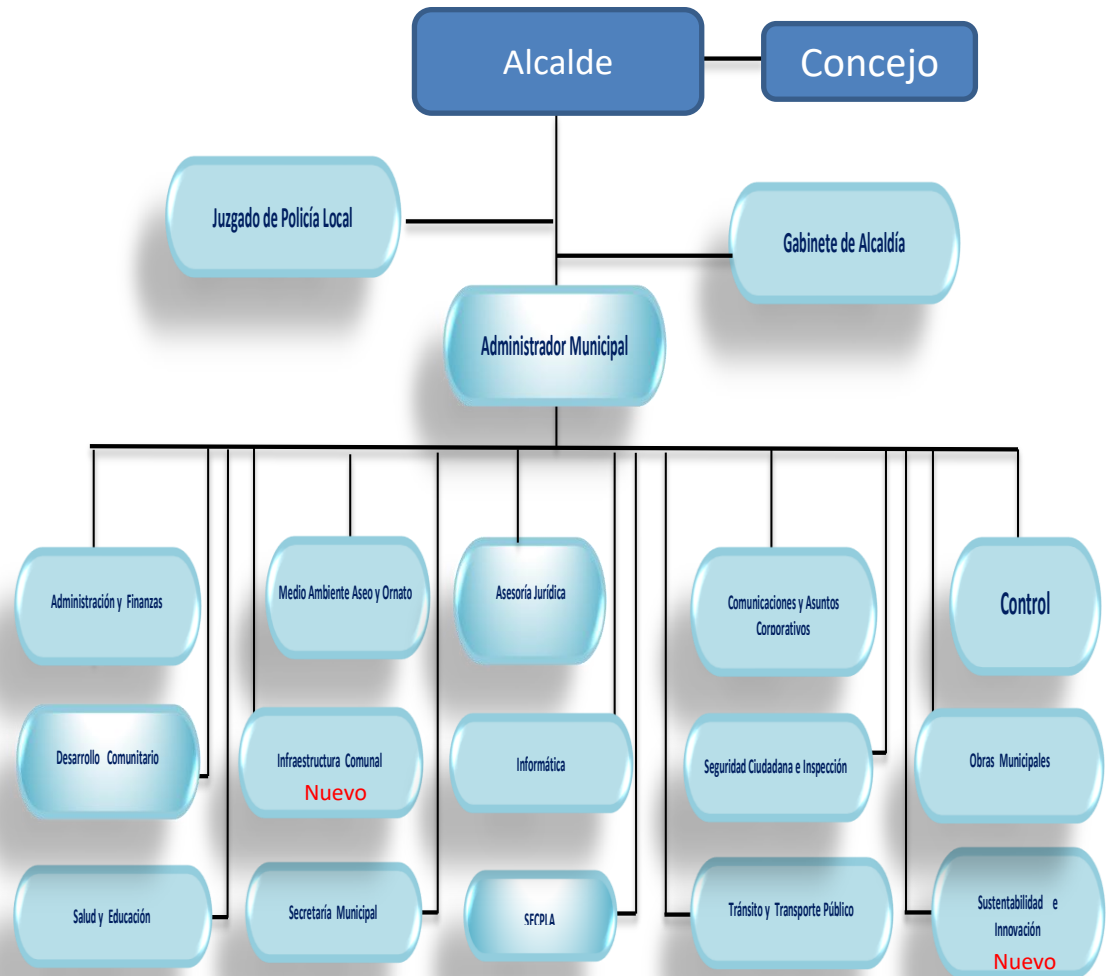 Alcalde
Concejo
Juzgado de Policía Local
Gabinete de Alcaldía
Administrador Municipal
Administración y Finanzas
Medio Ambiente Aseo y Ornato
Asesoría Jurídica
Comunicaciones y Asuntos
Corporativos
Control
Desarrollo Comunitario
Infraestructura Comunal
Nuevo
Informática
Seguridad Ciudadana e Inspección
Obras Municipales
Salud y Educación
Secretaría Municipal
SECPLA
Tránsito y Transporte Público
Sustentabilidad e
Innovación
Nuevo